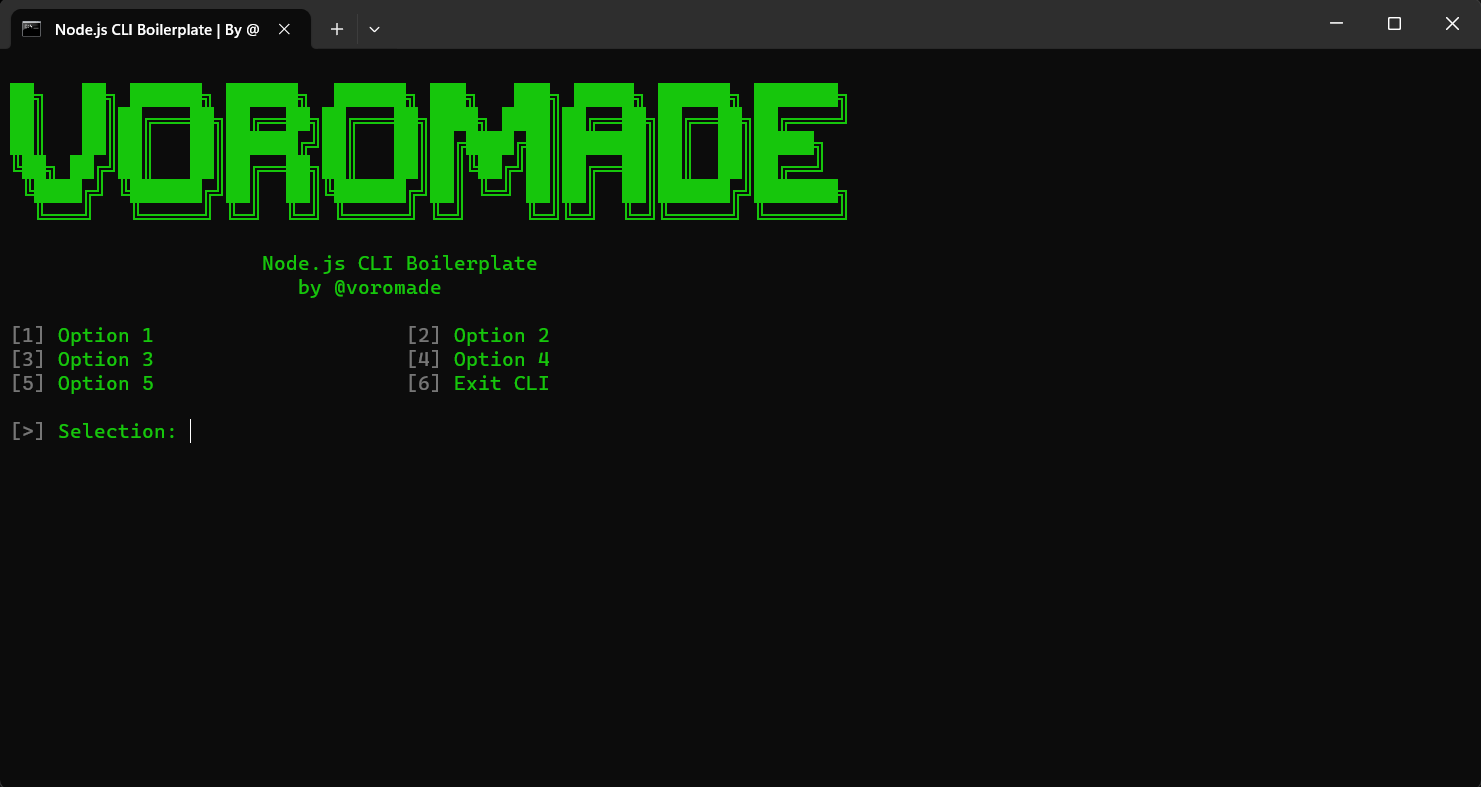 Node.js CLI Boilerplate | By @
VOROMADE
Node.js CLI Boilerplate
by @voromade
[1] Option 1 [2] Option 2
[3] Option 3 [4] Option 4
[5] Option 5 [6] Exit CLI
[>] Selection: